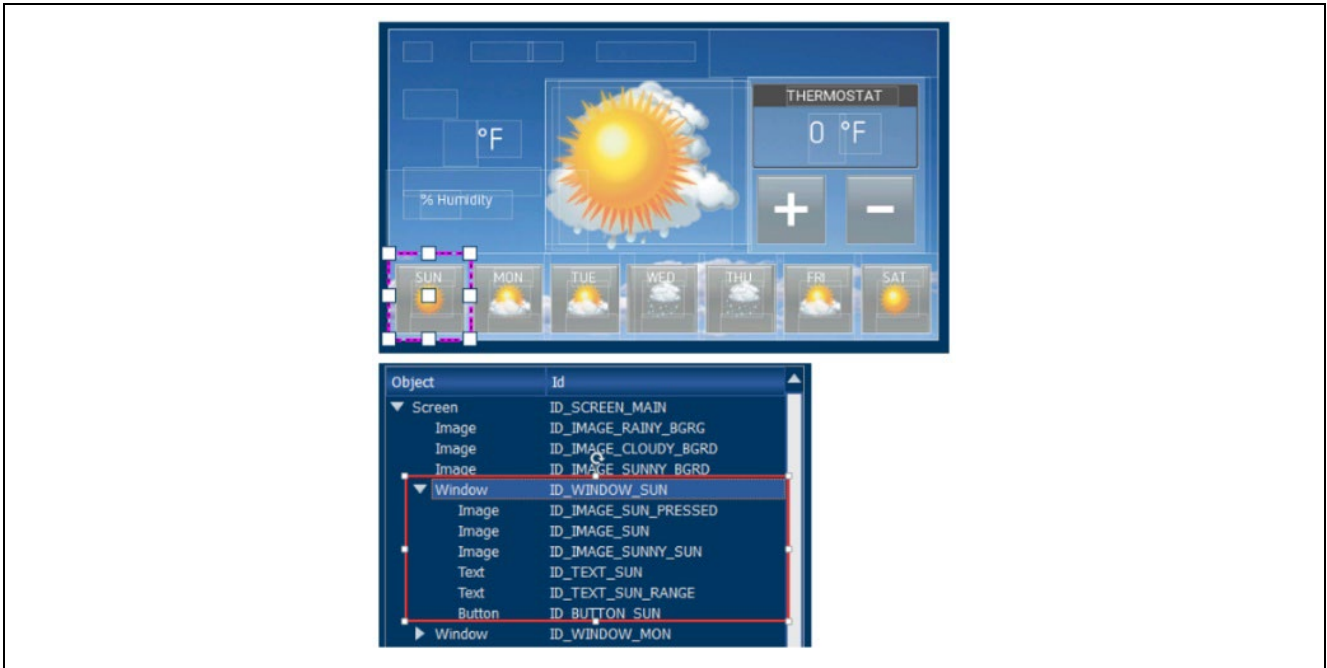 THERMOSTAT
°F
0 °F
% Humidity
+ −
SUN MON TUE WED THU FRI SAT
Object Id
Screen ID_SCREEN_MAIN
Image ID_IMAGE_RAINY_BGRG
Image ID_IMAGE_CLOUDY_BGRD
Image ID_IMAGE_SUNNY_BGRD
Window ID_WINDOW_SUN
Image ID_IMAGE_SUN_PRESSED
Image ID_IMAGE_SUN
Image ID_IMAGE_SUNNY_SUN
Text ID_TEXT_SUN
Text ID_TEXT_SUN_RANGE
Button ID_BUTTON_SUN
Window ID_WINDOW_MON